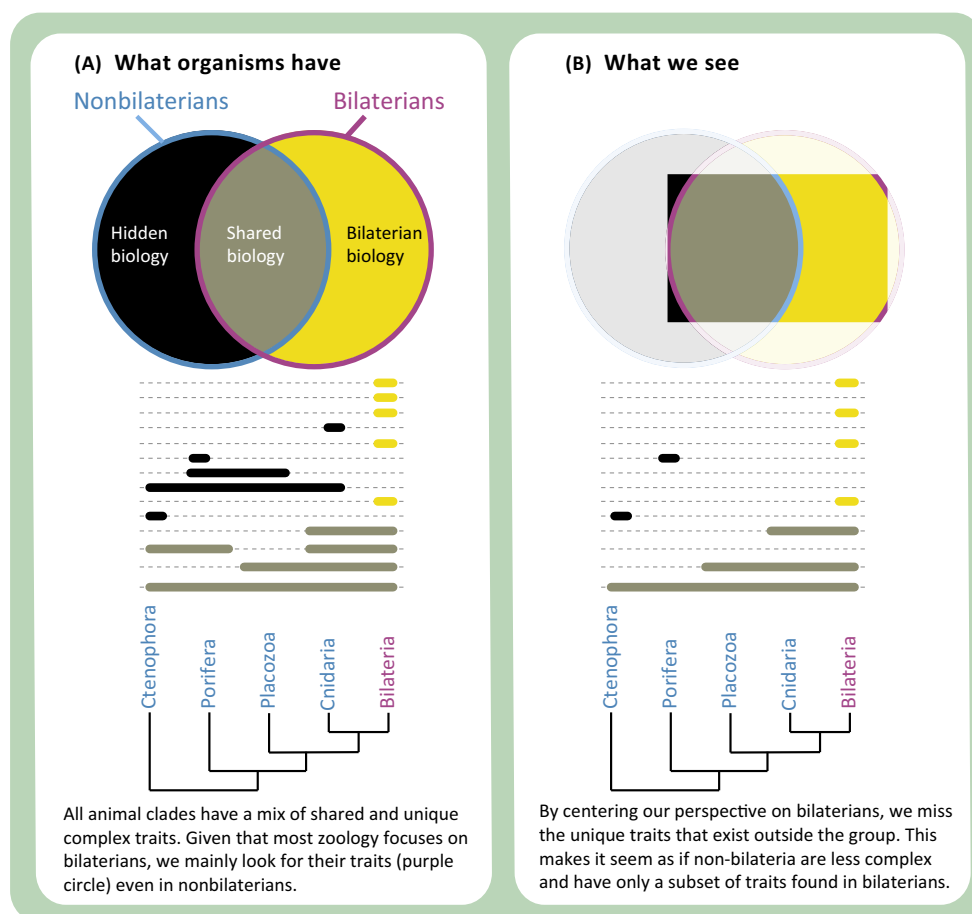 (A) What organisms have
Nonbilaterians
Bilaterians
Hidden
biology
Shared
biology
Bilaterian
biology
Ctenophora
Porifera
Placozoa
Cnidaria
Bilateria
All animal clades have a mix of shared and unique
complex traits. Given that most zoology focuses on
bilaterians, we mainly look for their traits (purple
circle) even in nonbilaterians.
(B) What we see
Ctenophora
Porifera
Placozoa
Cnidaria
Bilateria
By centering our perspective on bilaterians, we miss
the unique traits that exist outside the group. This
makes it seem as if non-bilateria are less complex
and have only a subset of traits found in bilaterians.